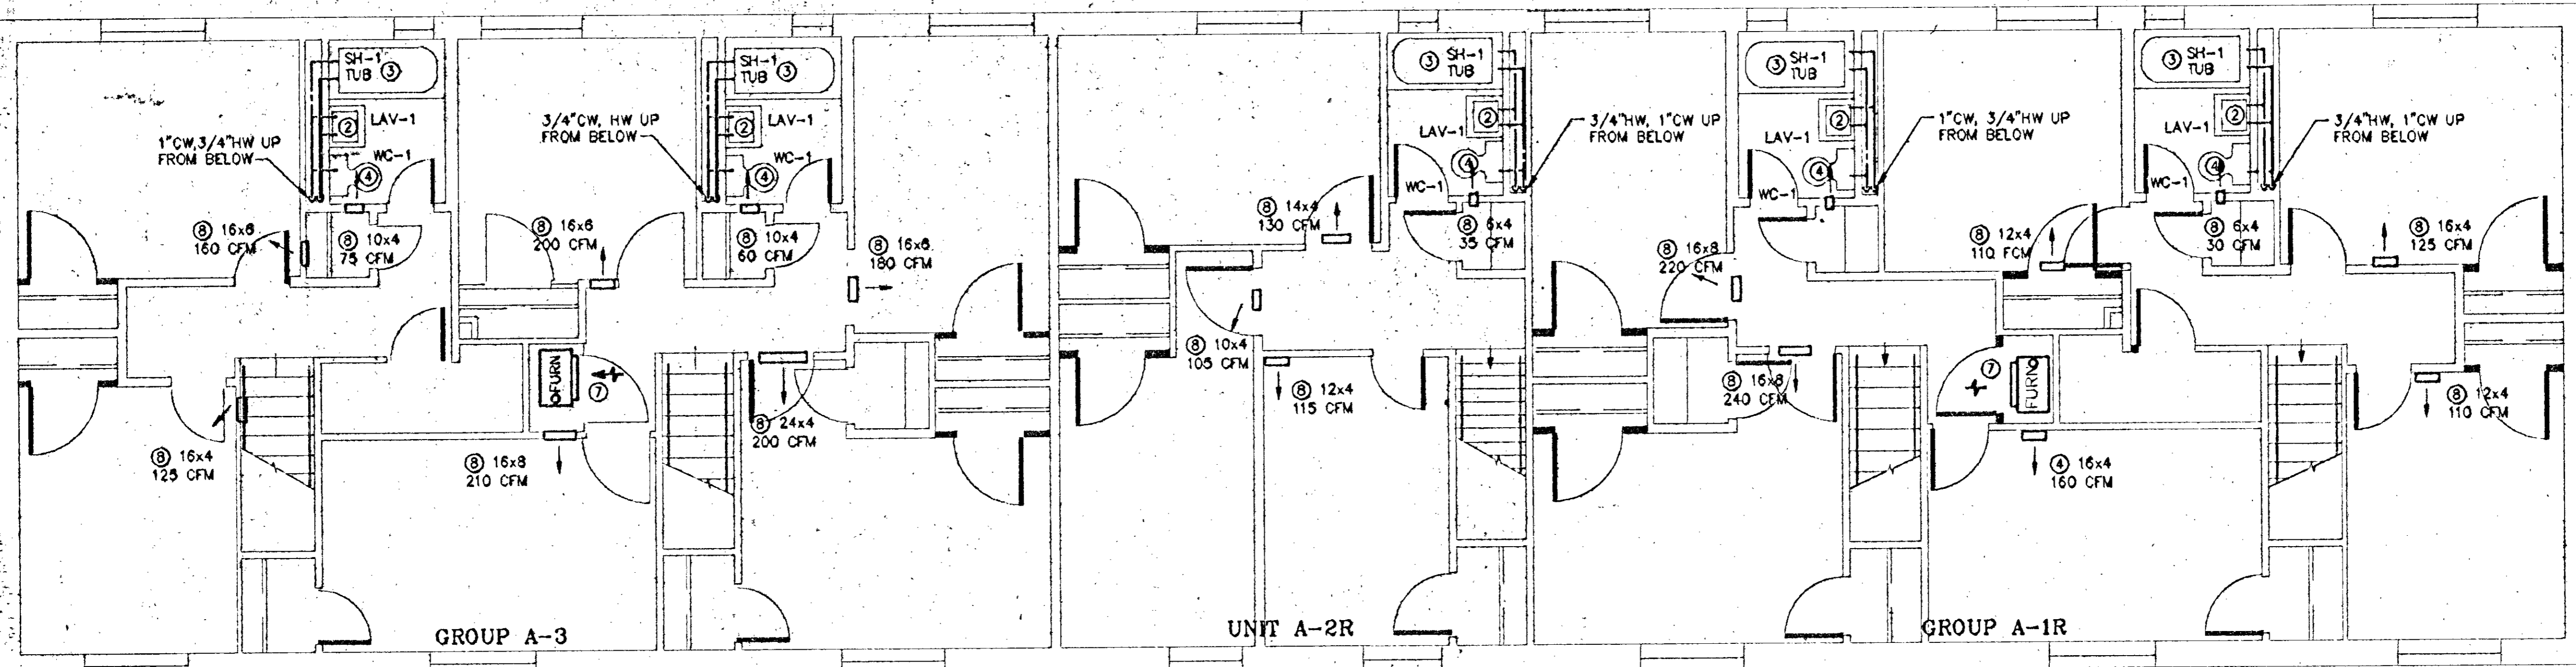 SH-1
TUB ③
② LAV-1
WC-1
④
1"CW,3/4"HW UP
FROM BELOW
⑧ 16x6
160 CFM
⑧ 10x4
75 CFM
⑧ 16x4
125 CFM
SH-1
TUB ③
② LAV-1
WC-1
④
3/4"CW, HW UP
FROM BELOW
⑧ 16x6
200 CFM
⑧ 10x4
60 CFM
⑧ 16x6
180 CFM
OFURN
⑦
⑧ 24x4
200 CFM
⑧ 16x8
210 CFM
GROUP A-3
③ SH-1
TUB
②
LAV-1
④
WC-1
3/4"HW, 1"CW UP
FROM BELOW
⑧ 14x4
130 CFM
⑧ 6x4
35 CFM
⑧ 10x4
105 CFM
⑧ 12x4
115 CFM
UNIT A-2R
③ SH-1
TUB
②
LAV-1
④
WC-1
1"CW, 3/4"HW UP
FROM BELOW
⑧ 16x8
220 CFM
⑧ 16x8
240 CFM
⑧ 12x4
110 FCM
⑦
FURNO
④ 16x4
160 CFM
GROUP A-1R
③ SH-1
TUB
②
LAV-1
④
WC-1
3/4"HW, 1"CW UP
FROM BELOW
⑧ 6x4
30 CFM
⑧ 16x4
125 CFM
⑧ 12x4
110 CFM